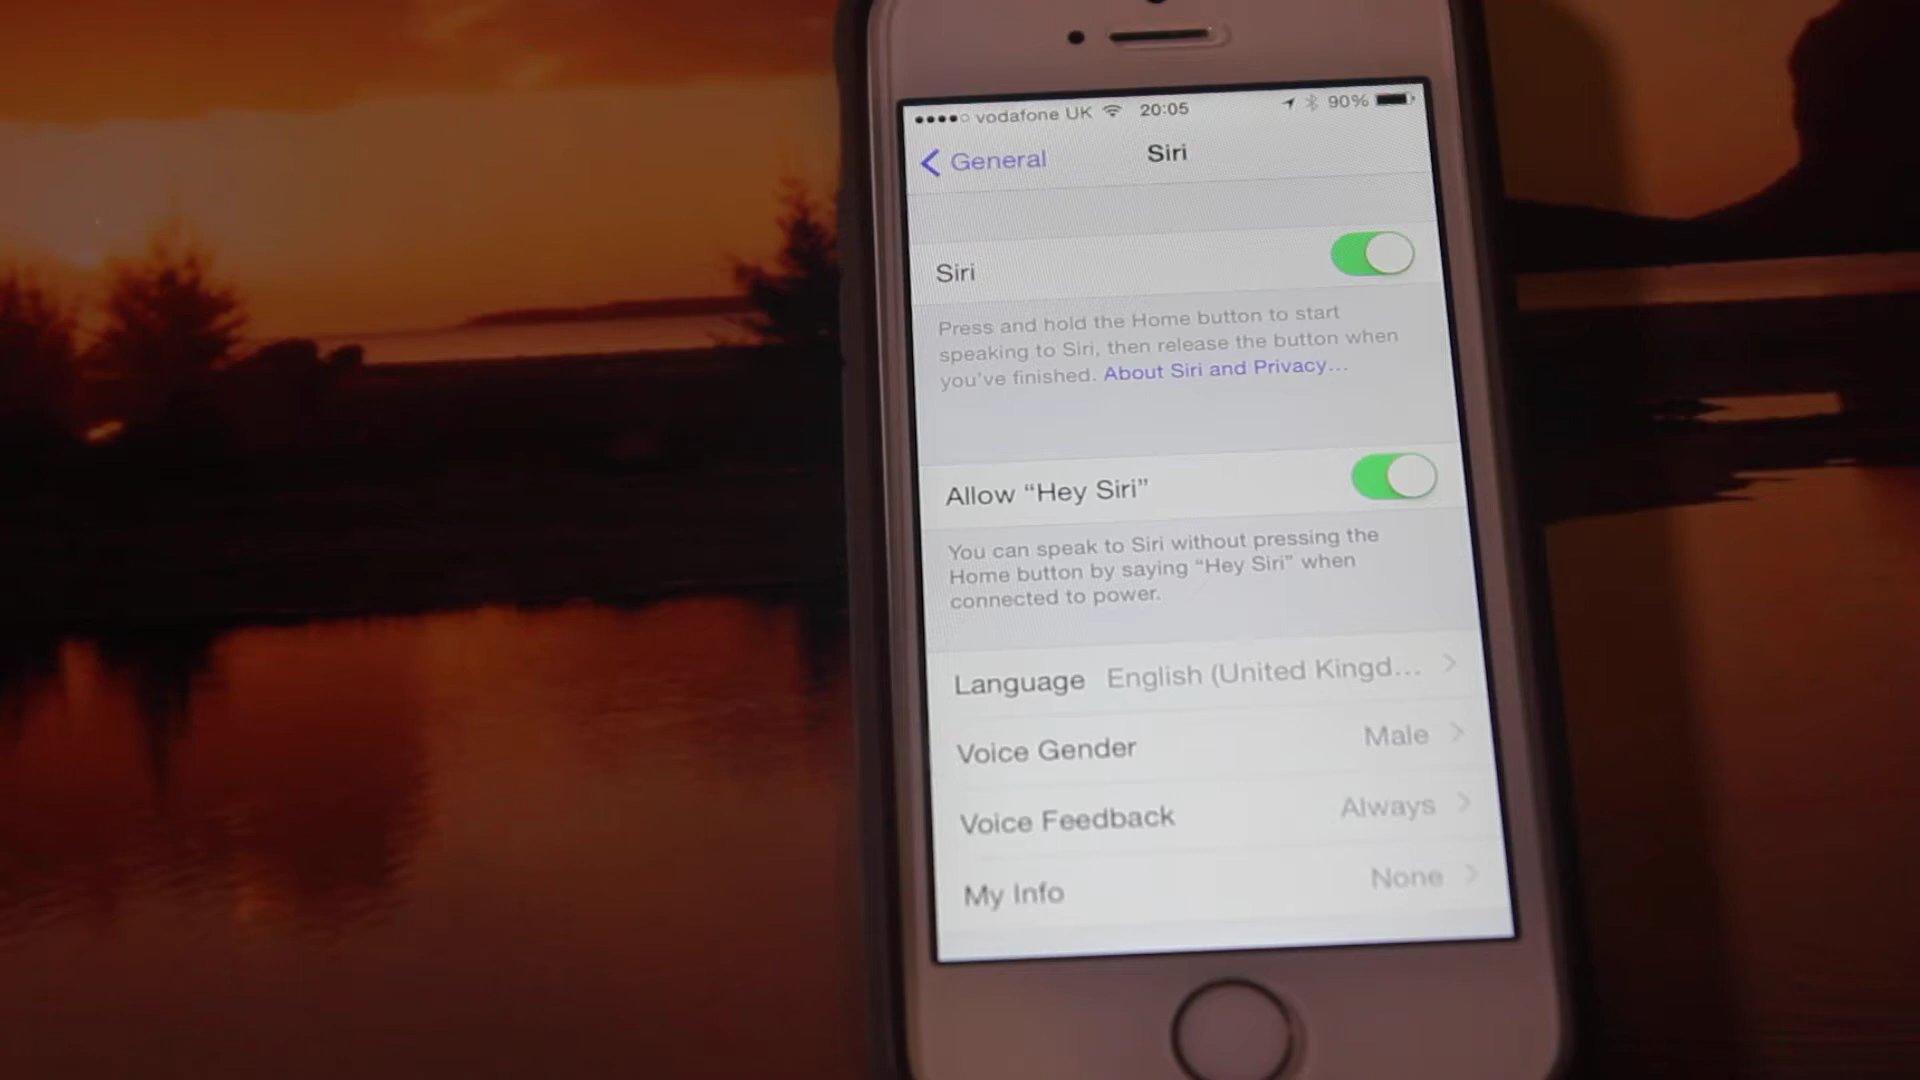 vodafone UK 20:05 90%
General Siri
Siri
Press and hold the Home button to start
speaking to Siri, then release the button when
you've finished. About Siri and Privacy...
Allow “Hey Siri”
You can speak to Siri without pressing the
Home button by saying “Hey Siri” when
connected to power.
Language English (United Kingd...
Voice Gender Male
Voice Feedback Always
My Info None